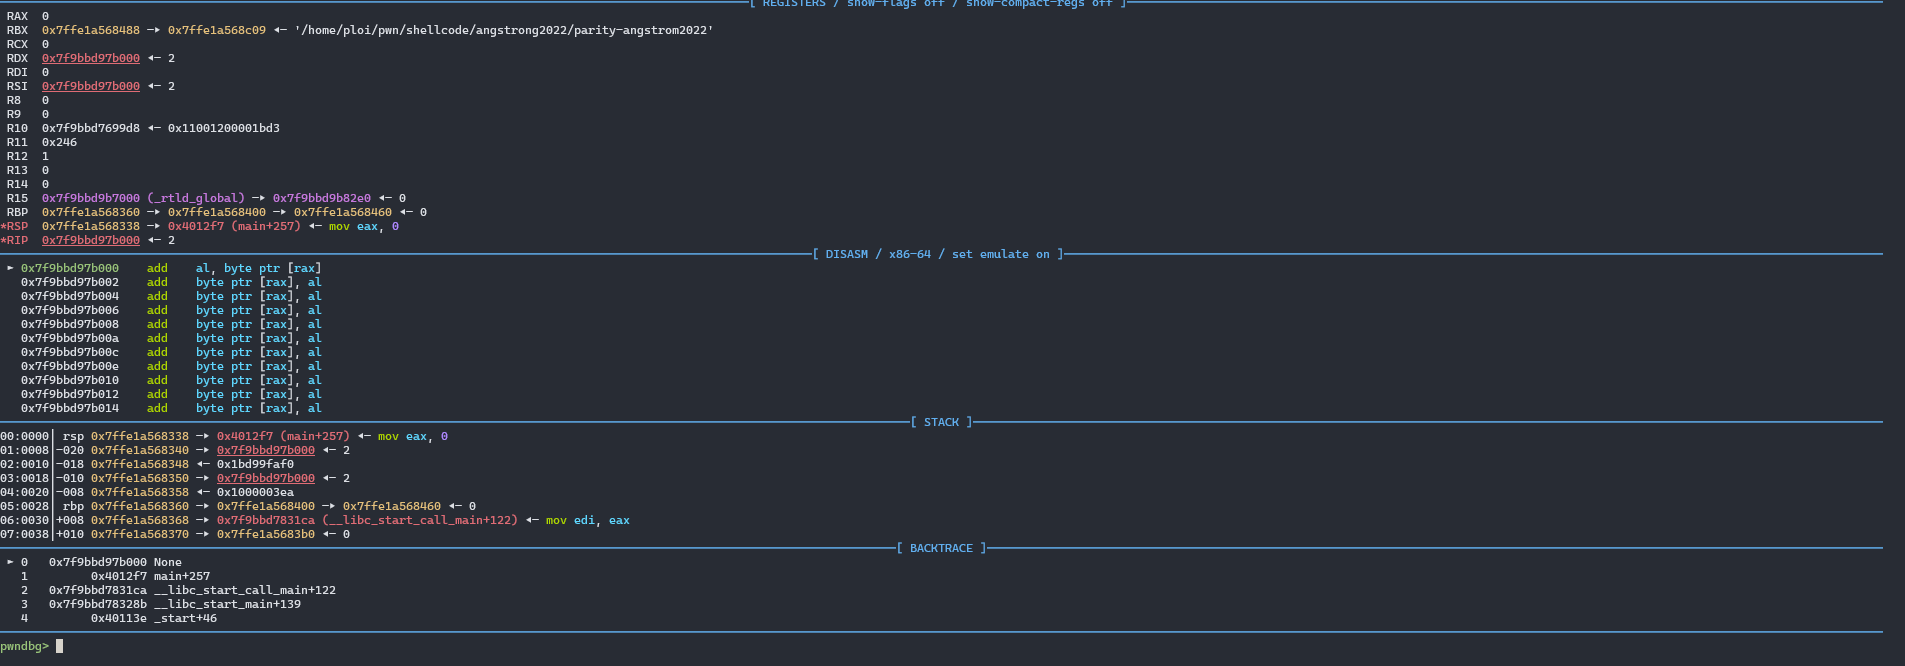 [ REGISTERS / show-flags off / show-compact-regs off ]
RAX  0
RBX  0x7ffe1a568488 —▸ 0x7ffe1a568c09 ◂— '/home/ploi/pwn/shellcode/angstrong2022/parity-angstrom2022'
RCX  0
RDX  0x7f9bbd97b000 ◂— 2
RDI  0
RSI  0x7f9bbd97b000 ◂— 2
R8   0
R9   0
R10  0x7f9bbd7699d8 ◂— 0x11001200001bd3
R11  0x246
R12  1
R13  0
R14  0
R15  0x7f9bbd9b7000 (_rtld_global) —▸ 0x7f9bbd9b82e0 ◂— 0
RBP  0x7ffe1a568360 —▸ 0x7ffe1a568400 —▸ 0x7ffe1a568460 ◂— 0
*RSP  0x7ffe1a568338 —▸ 0x4012f7 (main+257) ◂— mov eax, 0
*RIP  0x7f9bbd97b000 ◂— 2
[ DISASM / x86-64 / set emulate on ]
► 0x7f9bbd97b000    add    al, byte ptr [rax]
0x7f9bbd97b002    add    byte ptr [rax], al
0x7f9bbd97b004    add    byte ptr [rax], al
0x7f9bbd97b006    add    byte ptr [rax], al
0x7f9bbd97b008    add    byte ptr [rax], al
0x7f9bbd97b00a    add    byte ptr [rax], al
0x7f9bbd97b00c    add    byte ptr [rax], al
0x7f9bbd97b00e    add    byte ptr [rax], al
0x7f9bbd97b010    add    byte ptr [rax], al
0x7f9bbd97b012    add    byte ptr [rax], al
0x7f9bbd97b014    add    byte ptr [rax], al
[ STACK ]
00:0000│ rsp 0x7ffe1a568338 —▸ 0x4012f7 (main+257) ◂— mov eax, 0
01:0008│-020 0x7ffe1a568340 —▸ 0x7f9bbd97b000 ◂— 2
02:0010│-018 0x7ffe1a568348 ◂— 0x1bd99faf0
03:0018│-010 0x7ffe1a568350 —▸ 0x7f9bbd97b000 ◂— 2
04:0020│-008 0x7ffe1a568358 ◂— 0x1000003ea
05:0028│ rbp 0x7ffe1a568360 —▸ 0x7ffe1a568400 —▸ 0x7ffe1a568460 ◂— 0
06:0030│+008 0x7ffe1a568368 —▸ 0x7f9bbd7831ca (__libc_start_call_main+122) ◂— mov edi, eax
07:0038│+010 0x7ffe1a568370 —▸ 0x7ffe1a5683b0 ◂— 0
[ BACKTRACE ]
► 0   0x7f9bbd97b000 None
1         0x4012f7 main+257
2   0x7f9bbd7831ca __libc_start_call_main+122
3   0x7f9bbd78328b __libc_start_main+139
4         0x40113e _start+46
pwndbg>